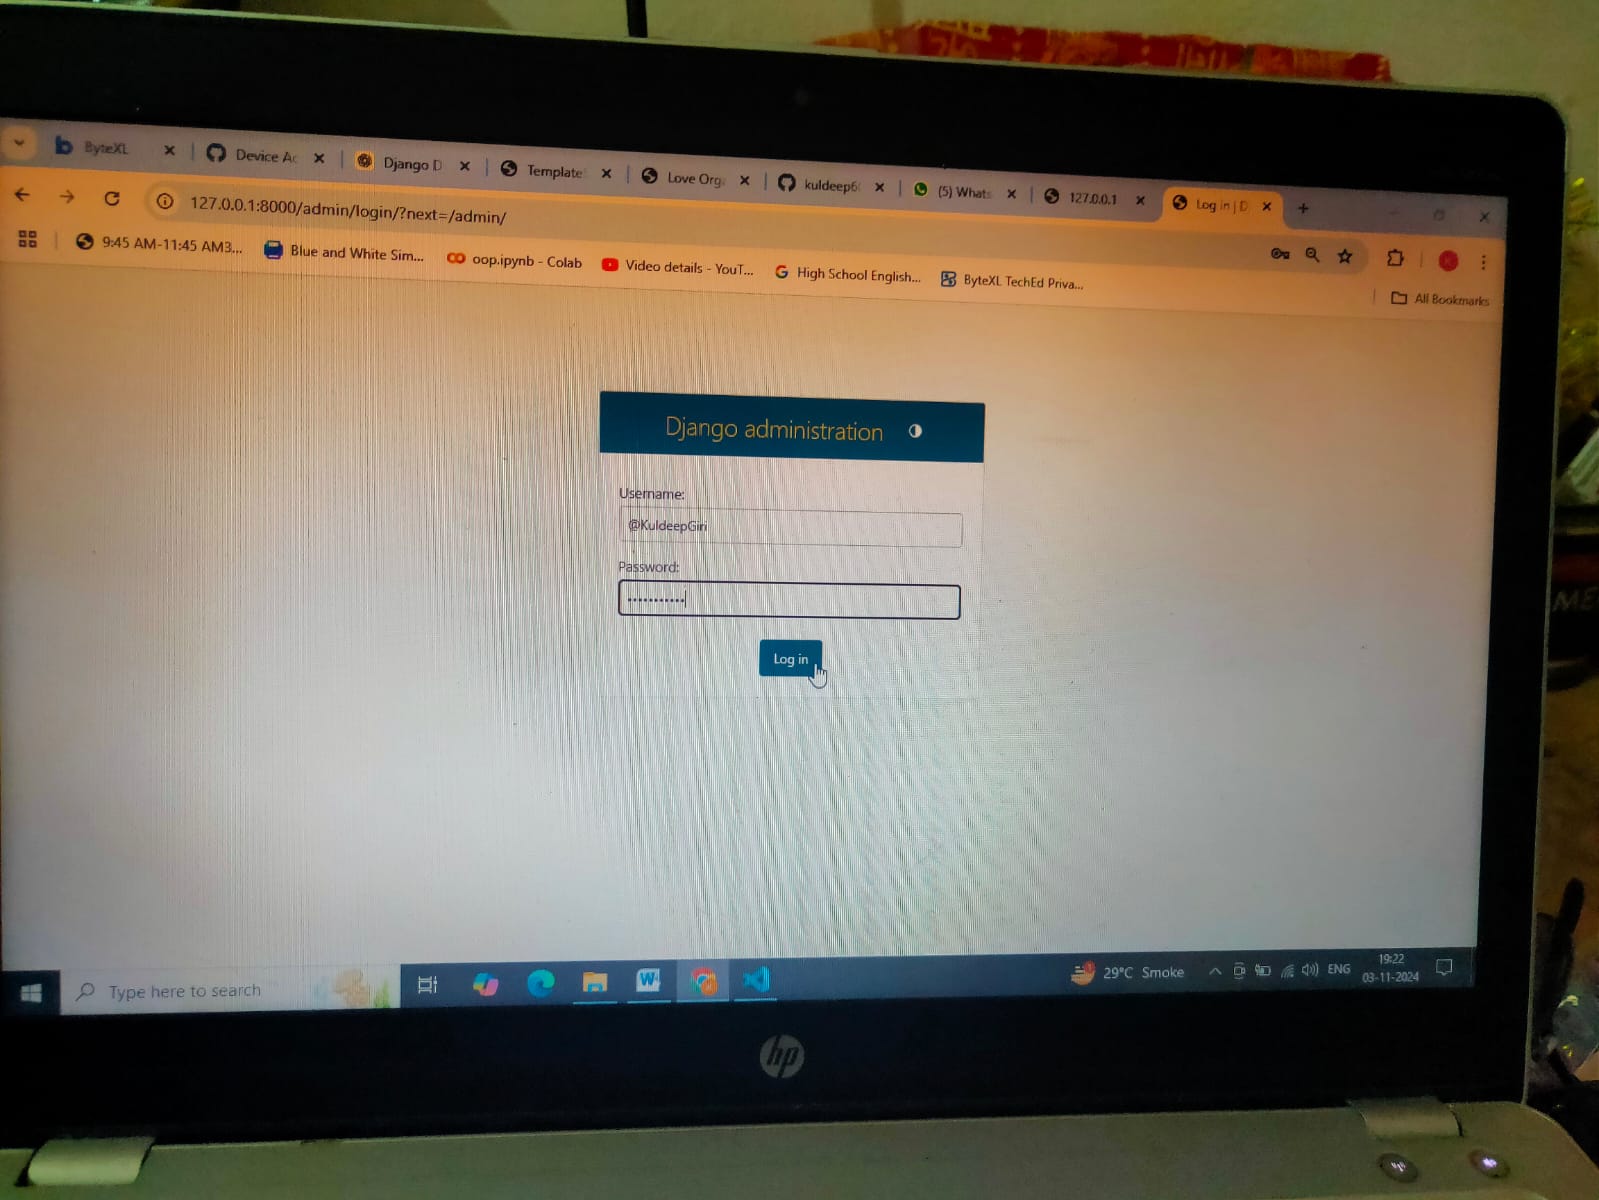 ByteXL
Device Ac
Django D
Template
Love Org
kuldeep6
(5) Whats
127.0.0.1
Log in | D
127.0.0.1:8000/admin/login/?next=/admin/
9:45 AM-11:45 AM3...
Blue and White Sim...
oop.ipynb - Colab
Video details - YouT...
High School English...
ByteXL TechEd Priva...
All Bookmarks
Django administration
Username:
@KuldeepGiri
Password:
Log in
Type here to search
W
29°C Smoke
ENG
19:22
03-11-2024
hp
ME